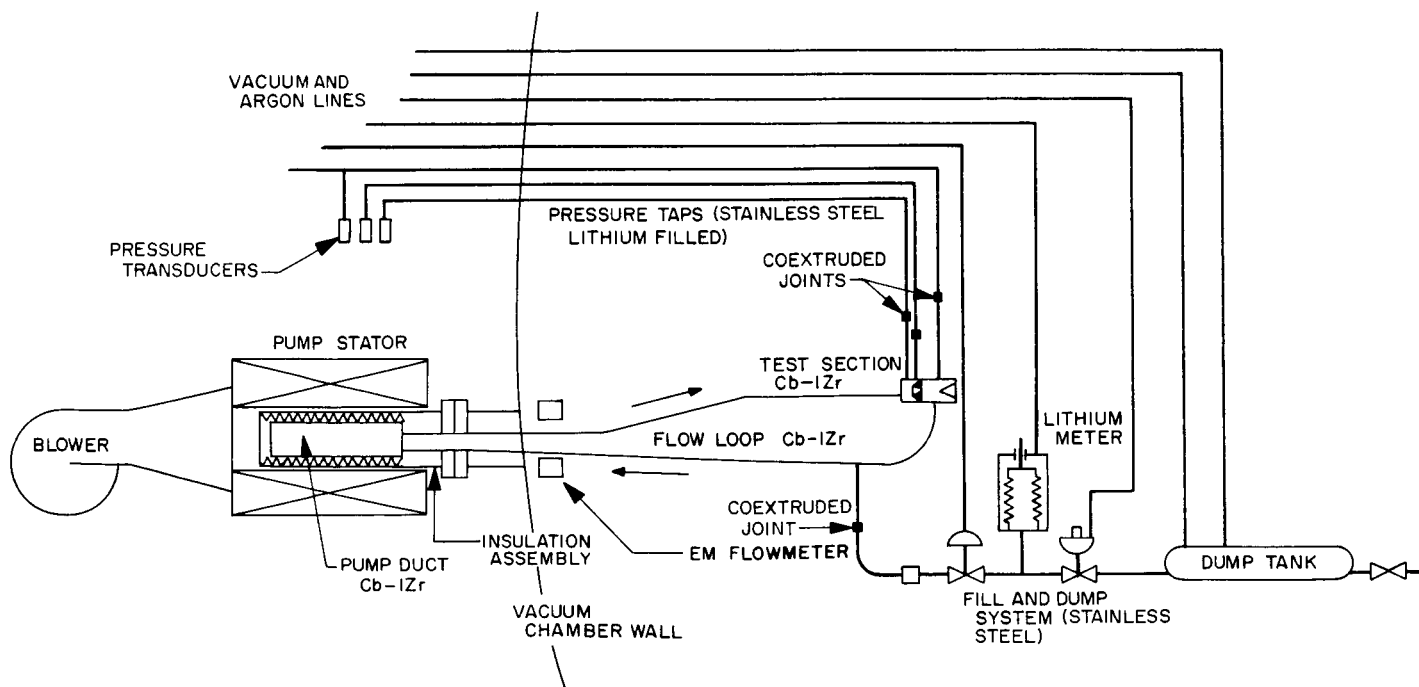 VACUUM AND
ARGON LINES
PRESSURE TAPS (STAINLESS STEEL
LITHIUM FILLED)
PRESSURE
TRANSDUCERS
COEXTRUDED
JOINTS
PUMP STATOR
TEST SECTION
Cb-1Zr
BLOWER
FLOW LOOP Cb-1Zr
LITHIUM
METER
COEXTRUDED
JOINT
INSULATION
ASSEMBLY
EM FLOWMETER
PUMP DUCT
Cb-1Zr
DUMP TANK
FILL AND DUMP
SYSTEM (STAINLESS
STEEL)
VACUUM
CHAMBER WALL